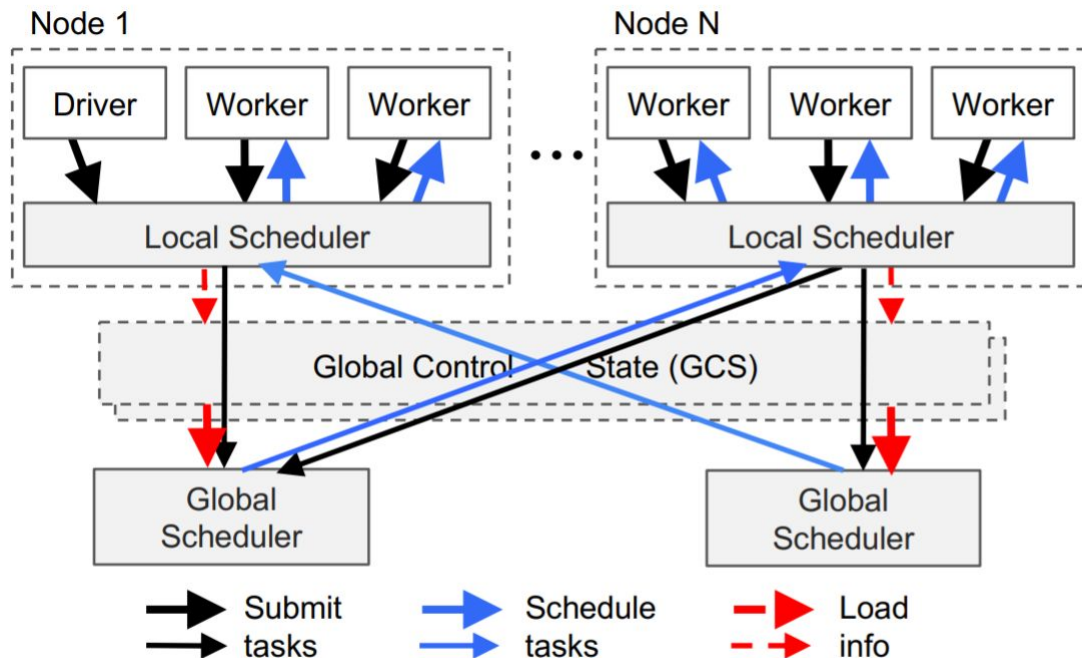 Node 1
Node N
Driver
Worker
Worker
...
Worker
Worker
Worker
Local Scheduler
Local Scheduler
Global Control State (GCS)
Global
Scheduler
Global
Scheduler
Submit
tasks
Schedule
tasks
Load
info